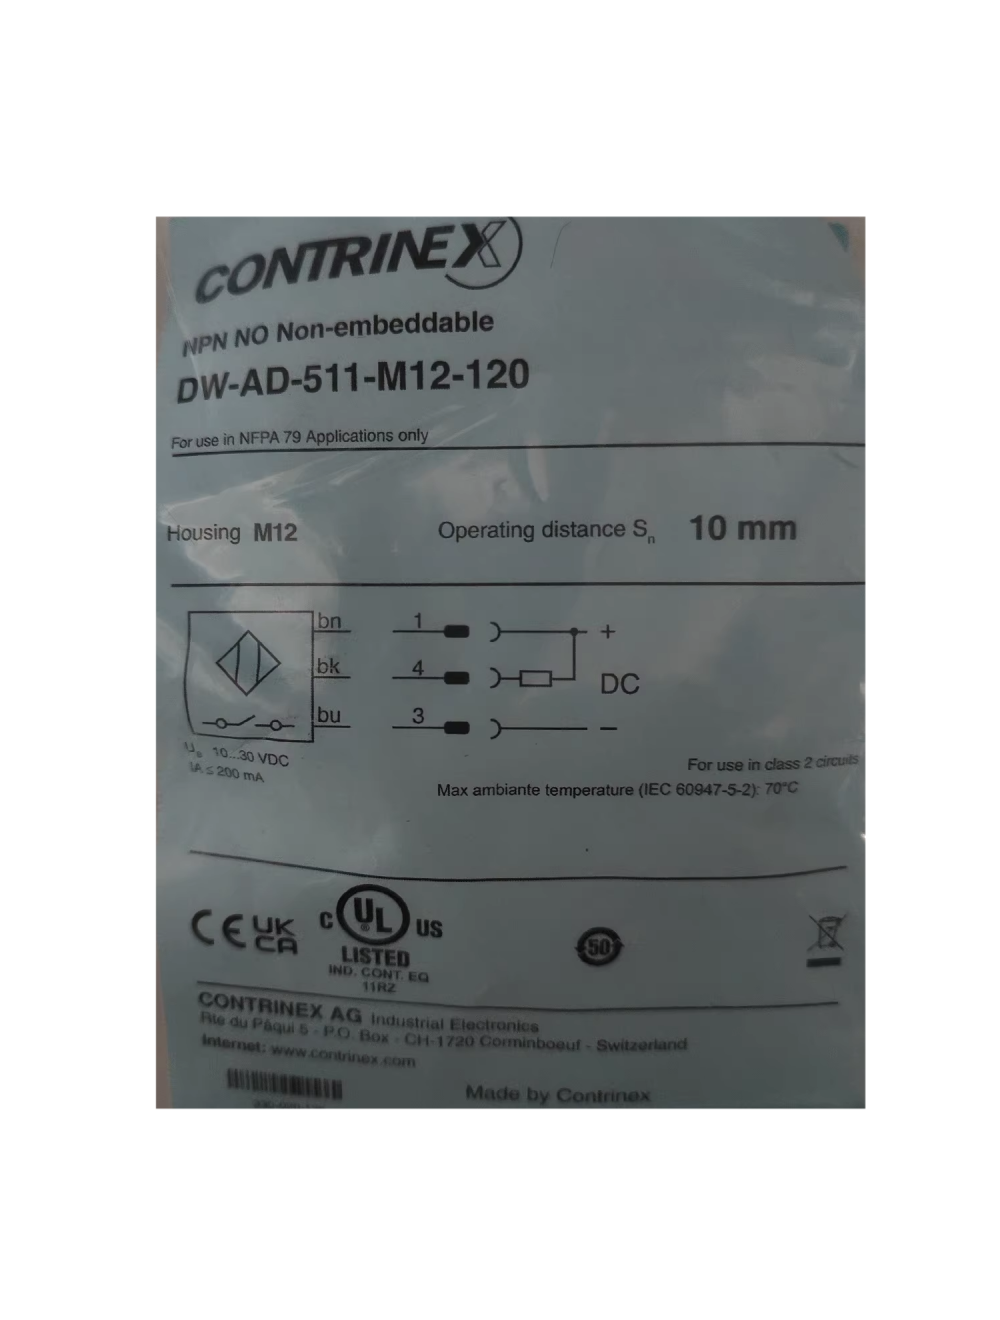 CONTRINEX
NPN NO Non-embeddable
DW-AD-511-M12-120
For use in NFPA 79 Applications only
Housing M12 Operating distance Sn 10 mm
bn 1 +
bk 4 DC
bu 3 −
10...30 VDC
≤ 200 mA
For use in class 2 circuits
Max ambiante temperature (IEC 60947-5-2): 70°C
CE UK CA
C UL ® US
LISTED
IND. CONT. EQ
11RZ
50
CONTRINEX AG Industrial Electronics
Rte du Pâqui 5 - P.O. Box - CH-1720 Corminboeuf - Switzerland
Internet: www.contrinex.com
Made by Contrinex